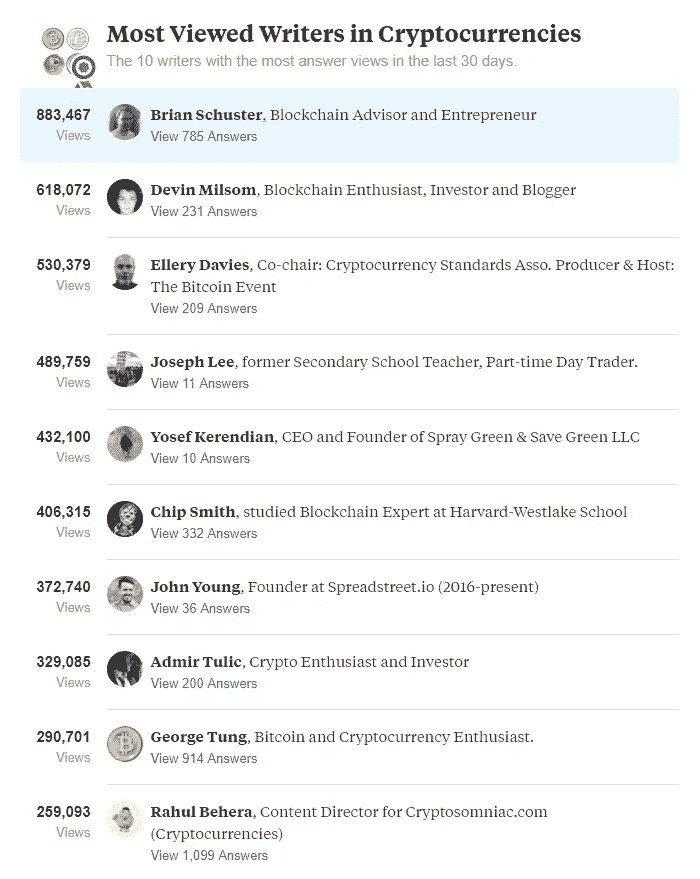 Most Viewed Writers in Cryptocurrencies
The 10 writers with the most answer views in the last 30 days.
883,467
Views
Brian Schuster, Blockchain Advisor and Entrepreneur
View 785 Answers
618,072
Views
Devin Milsom, Blockchain Enthusiast, Investor and Blogger
View 231 Answers
530,379
Views
Ellery Davies, Co-chair: Cryptocurrency Standards Asso. Producer & Host:
The Bitcoin Event
View 209 Answers
489,759
Views
Joseph Lee, former Secondary School Teacher, Part-time Day Trader.
View 11 Answers
432,100
Views
Yosef Kerendian, CEO and Founder of Spray Green & Save Green LLC
View 10 Answers
406,315
Views
Chip Smith, studied Blockchain Expert at Harvard-Westlake School
View 332 Answers
372,740
Views
John Young, Founder at Spreadstreet.io (2016-present)
View 36 Answers
329,085
Views
Admir Tulic, Crypto Enthusiast and Investor
View 200 Answers
290,701
Views
George Tung, Bitcoin and Cryptocurrency Enthusiast.
View 914 Answers
259,093
Views
Rahul Behera, Content Director for Cryptosomniac.com
(Cryptocurrencies)
View 1,099 Answers